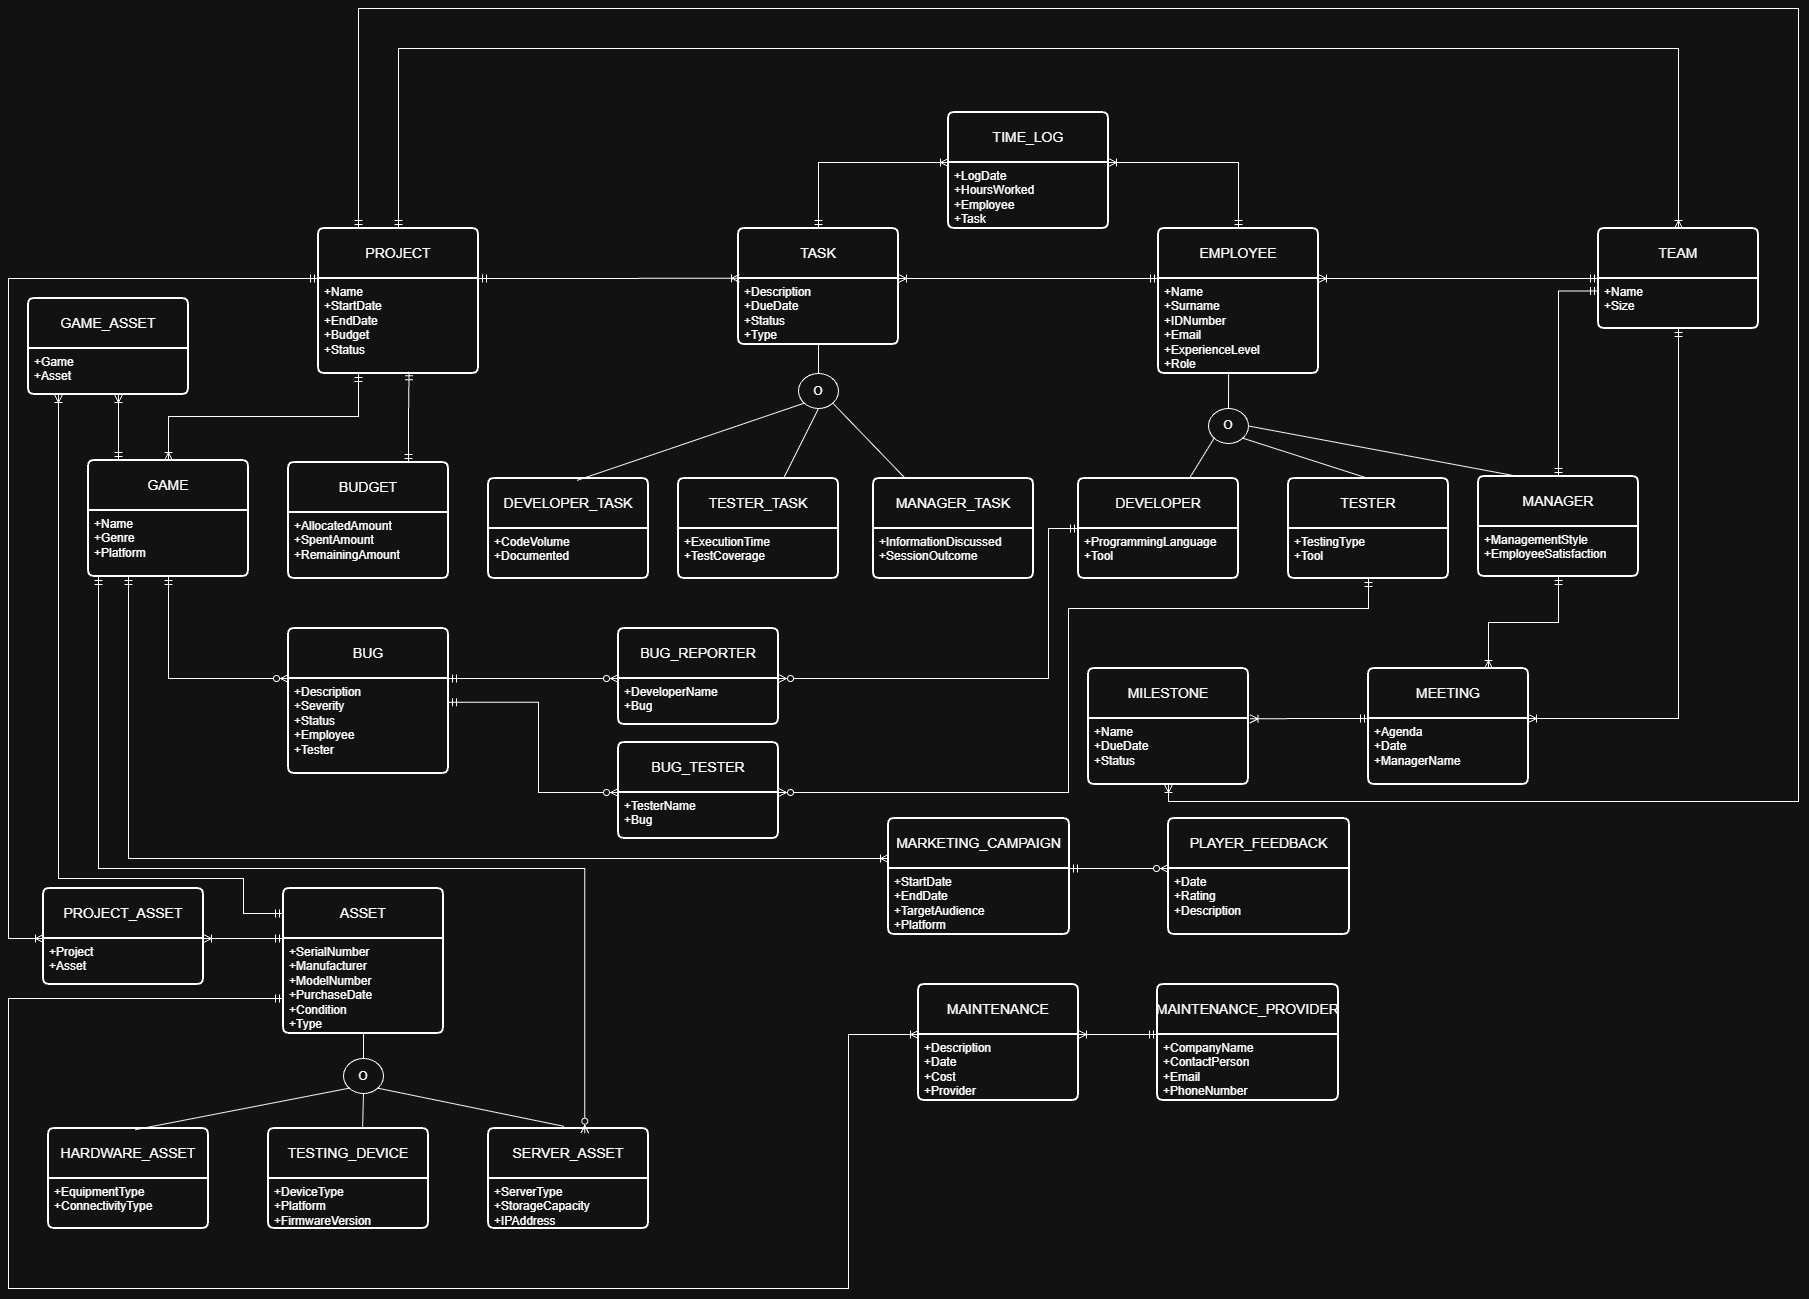 TIME_LOG
+LogDate
+HoursWorked
+Employee
+Task
PROJECT
+Name
+StartDate
+EndDate
+Budget
+Status
TASK
+Description
+DueDate
+Status
+Type
EMPLOYEE
+Name
+Surname
+IDNumber
+Email
+ExperienceLevel
+Role
TEAM
+Name
+Size
GAME_ASSET
+Game
+Asset
O
O
GAME
+Name
+Genre
+Platform
BUDGET
+AllocatedAmount
+SpentAmount
+RemainingAmount
DEVELOPER_TASK
+CodeVolume
+Documented
TESTER_TASK
+ExecutionTime
+TestCoverage
MANAGER_TASK
+InformationDiscussed
+SessionOutcome
DEVELOPER
+ProgrammingLanguage
+Tool
TESTER
+TestingType
+Tool
MANAGER
+ManagementStyle
+EmployeeSatisfaction
BUG
+Description
+Severity
+Status
+Employee
+Tester
BUG_REPORTER
+DeveloperName
+Bug
BUG_TESTER
+TesterName
+Bug
MILESTONE
+Name
+DueDate
+Status
MEETING
+Agenda
+Date
+ManagerName
MARKETING_CAMPAIGN
+StartDate
+EndDate
+TargetAudience
+Platform
PLAYER_FEEDBACK
+Date
+Rating
+Description
PROJECT_ASSET
+Project
+Asset
ASSET
+SerialNumber
+Manufacturer
+ModelNumber
+PurchaseDate
+Condition
+Type
MAINTENANCE
+Description
+Date
+Cost
+Provider
MAINTENANCE_PROVIDER
+CompanyName
+ContactPerson
+Email
+PhoneNumber
O
HARDWARE_ASSET
+EquipmentType
+ConnectivityType
TESTING_DEVICE
+DeviceType
+Platform
+FirmwareVersion
SERVER_ASSET
+ServerType
+StorageCapacity
+IPAddress